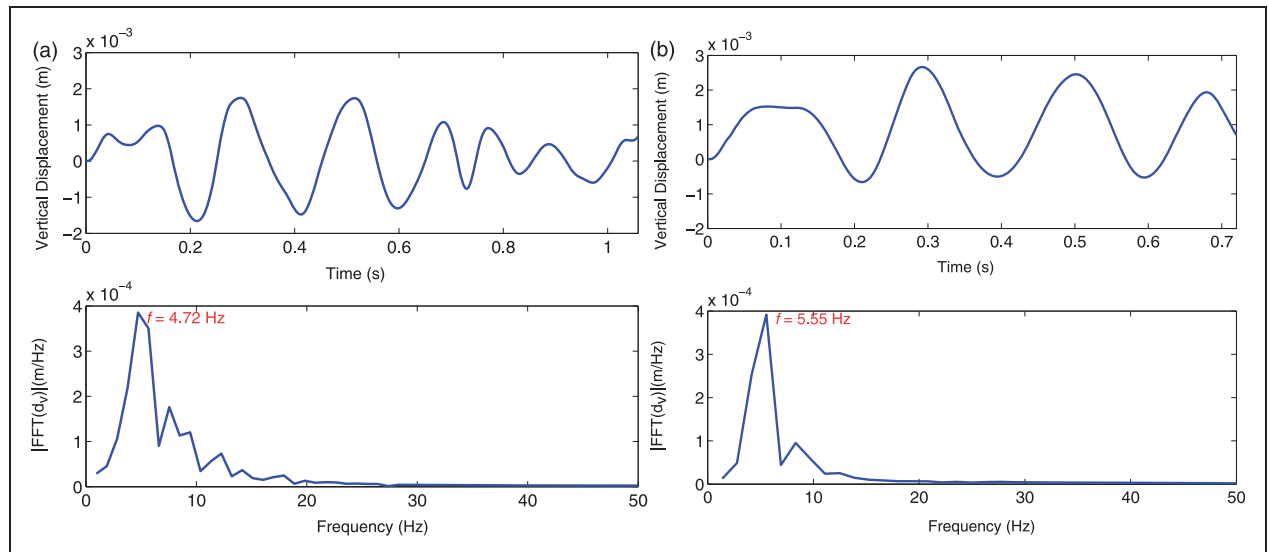 (a)
x 10⁻³
3
2
1
0
−1
−2
Vertical Displacement (m)
0 0.2 0.4 0.6 0.8 1
Time (s)
x 10⁻⁴
4
3
2
1
0
|FFT(dᵥ)|(m/Hz)
f = 4.72 Hz
0 10 20 30 40 50
Frequency (Hz)
(b)
x 10⁻³
3
2
1
0
−1
−2
Vertical Displacement (m)
0 0.1 0.2 0.3 0.4 0.5 0.6 0.7
Time (s)
x 10⁻⁴
4
3
2
1
0
|FFT(dᵥ)|(m/Hz)
f = 5.55 Hz
0 10 20 30 40 50
Frequency (Hz)